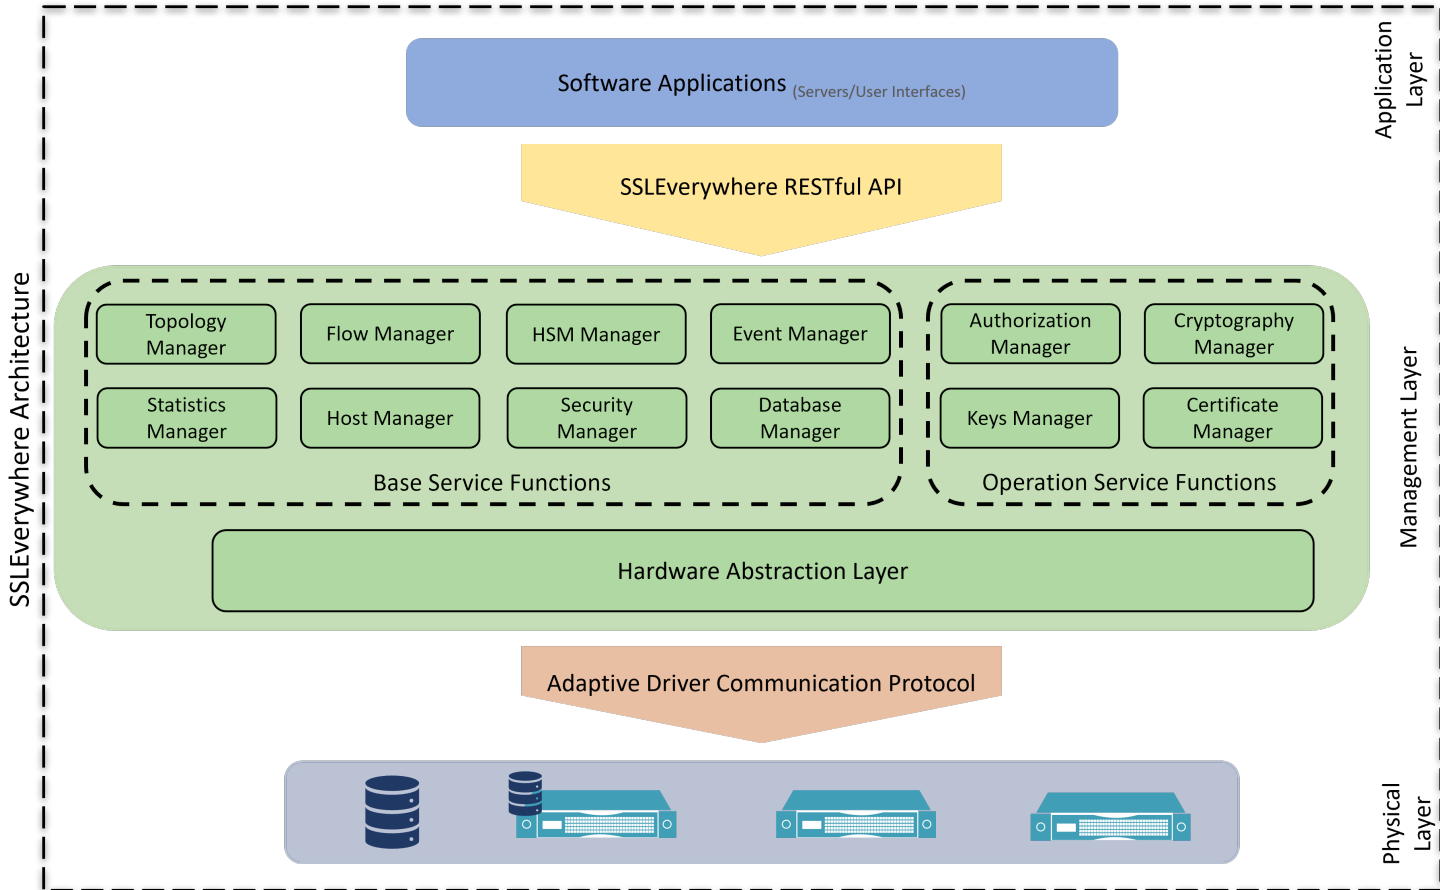 Software Applications (Servers/User Interfaces)
Application
Layer
SSLEverywhere RESTful API
SSLEverywhere Architecture
Topology
Manager
Flow Manager
HSM Manager
Event Manager
Authorization
Manager
Cryptography
Manager
Statistics
Manager
Host Manager
Security
Manager
Database
Manager
Keys Manager
Certificate
Manager
Base Service Functions
Operation Service Functions
Management Layer
Hardware Abstraction Layer
Adaptive Driver Communication Protocol
Physical
Layer